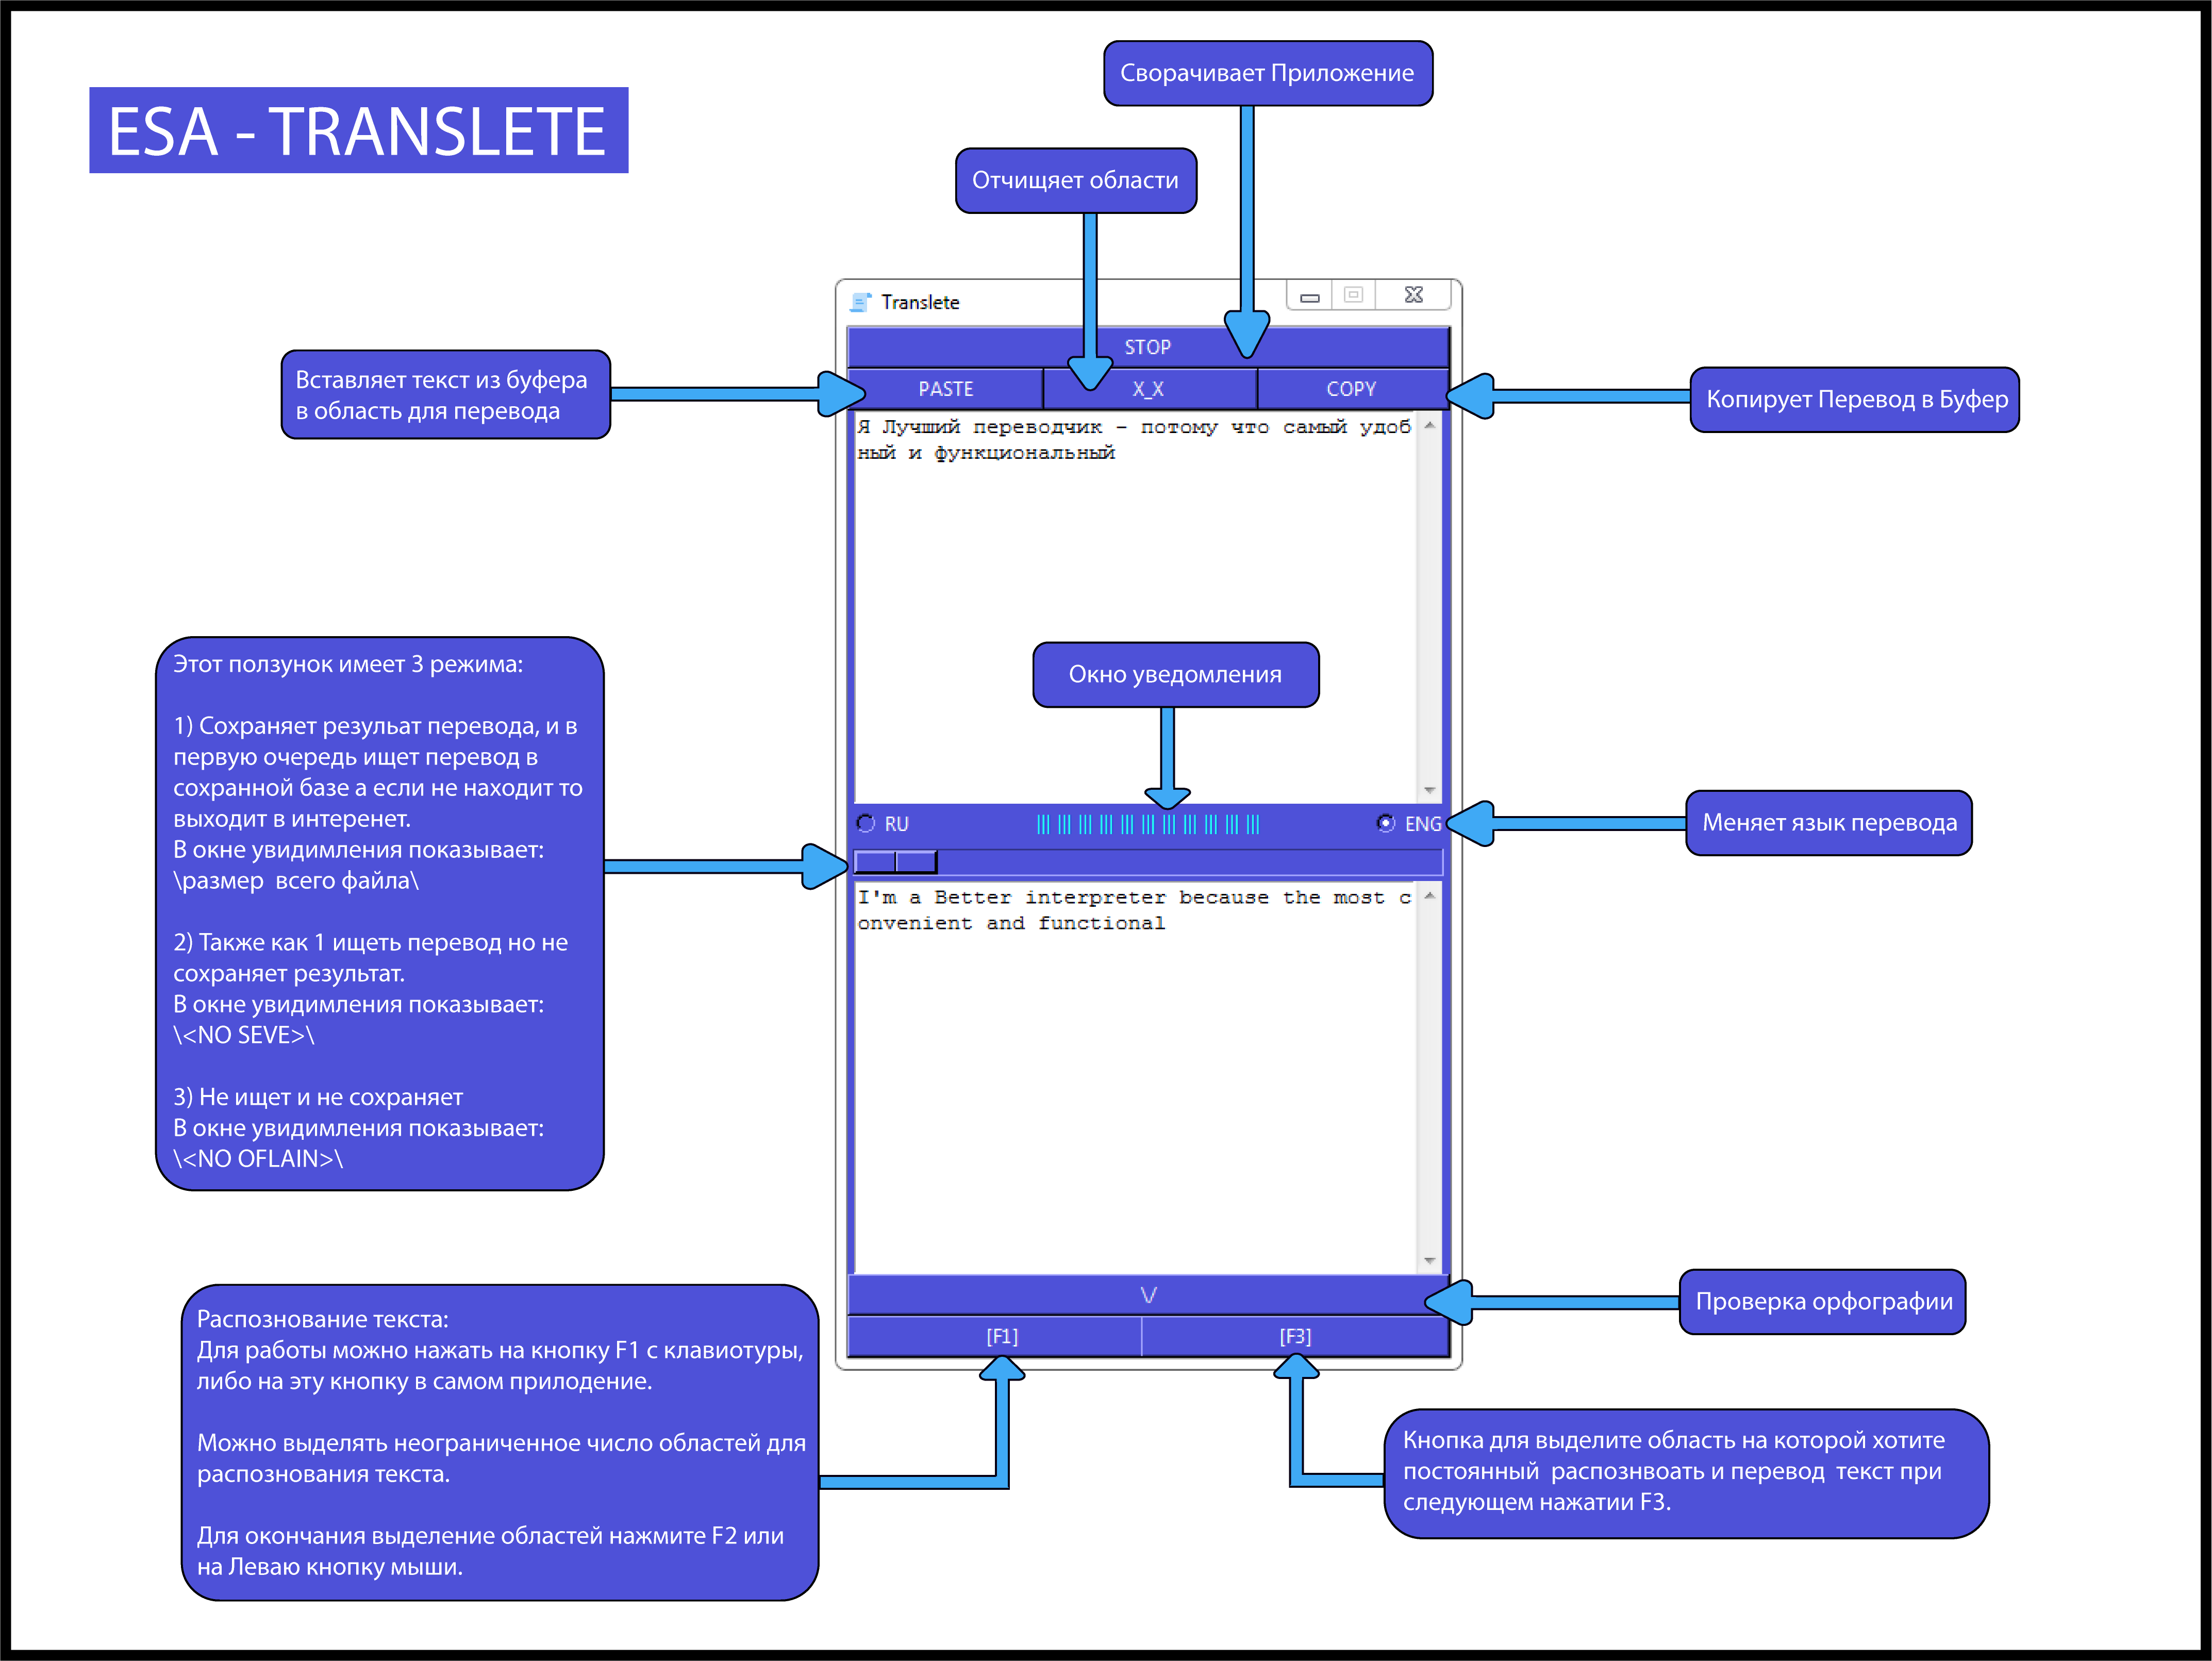 Сворачивает Приложение
ESA - TRANSLETE
Отчищяет области
Translete
STOP
PASTE
X_X
COPY
Вставляет текст из буфера
в область для перевода
Копирует Перевод в Буфер
Я Лучший переводчик - потому что самый удоб
ный и функциональный
Этот ползунок имеет 3 режима:
1) Сохраняет резульат перевода, и в
первую очередь ищет перевод в
сохранной базе а если не находит то
выходит в интеренет.
В окне увидимления показывает:
\размер всего файла\
2) Также как 1 ищеть перевод но не
сохраняет результат.
В окне увидимления показывает:
\<NO SEVE>\
3) Не ищет и не сохраняет
В окне увидимления показывает:
\<NO OFLAIN>\
Окно уведомления
RU
||| ||| ||| ||| ||| ||| ||| ||| ||| ||| |||
ENG
Меняет язык перевода
I'm a Better interpreter because the most c
onvenient and functional
\/
Проверка орфографии
[F1]
[F3]
Распознование текста:
Для работы можно нажать на кнопку F1 с клавиотуры,
либо на эту кнопку в самом прилодение.
Можно выделять неограниченное число областей для
распознования текста.
Для окончания выделение областей нажмите F2 или
на Леваю кнопку мыши.
Кнопка для выделите область на которой хотите
постоянный распознвоать и перевод текст при
следующем нажатии F3.